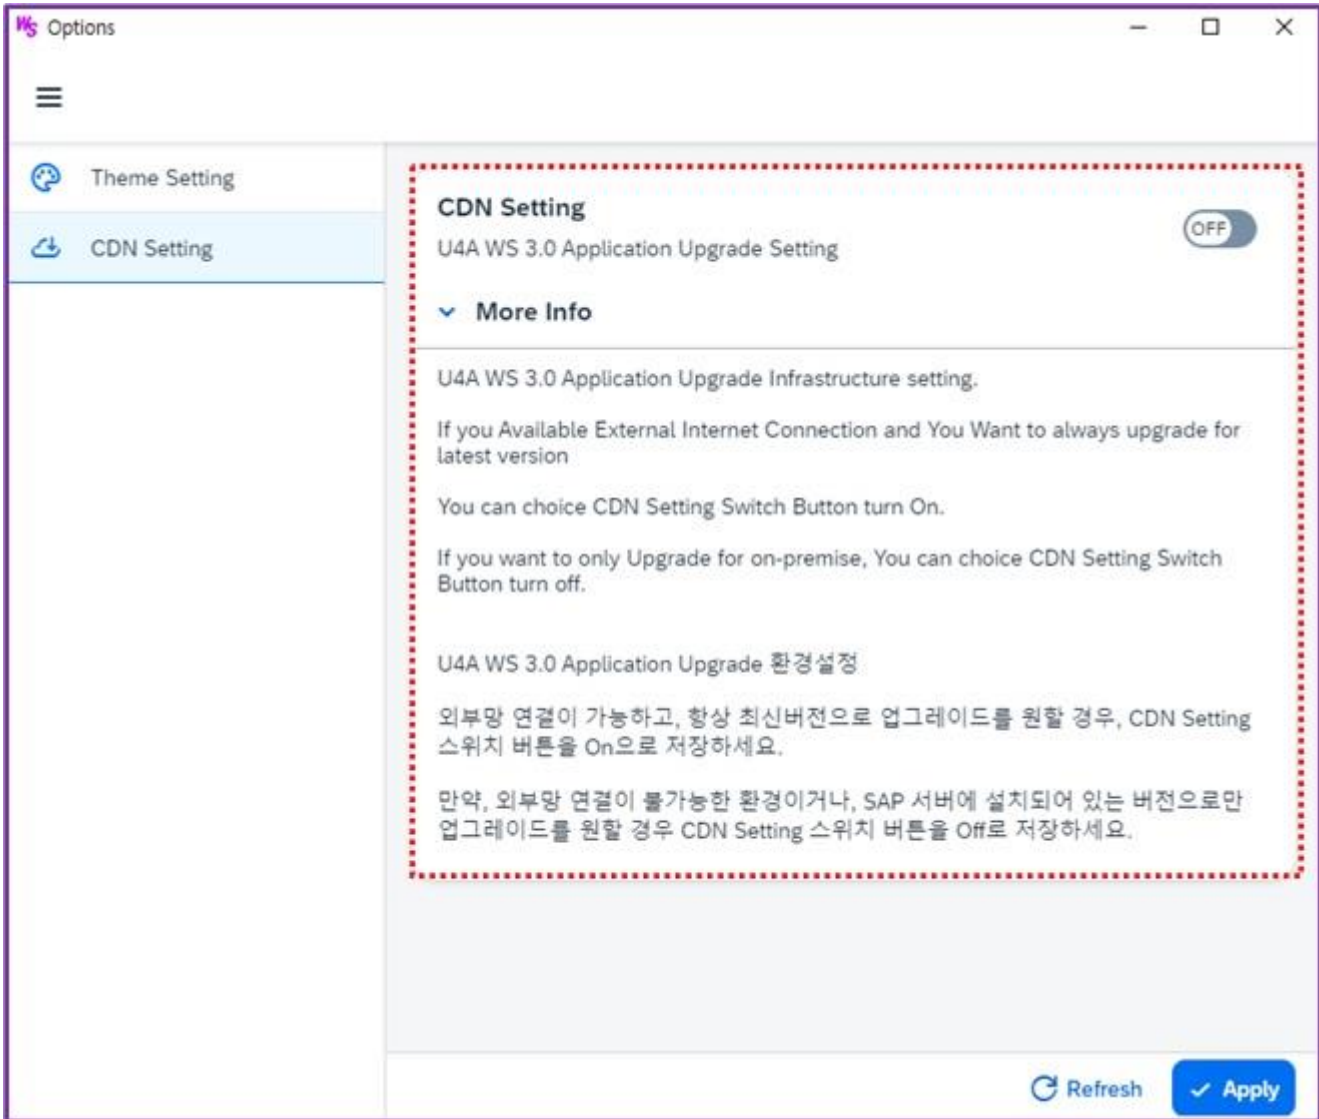 WS Options
Theme Setting
CDN Setting
CDN Setting
OFF
U4A WS 3.0 Application Upgrade Setting
More Info
U4A WS 3.0 Application Upgrade Infrastructure setting.
If you Available External Internet Connection and You Want to always upgrade for
latest version
You can choice CDN Setting Switch Button turn On.
If you want to only Upgrade for on-premise, You can choice CDN Setting Switch
Button turn off.
U4A WS 3.0 Application Upgrade 환경설정
외부망 연결이 가능하고, 항상 최신버전으로 업그레이드를 원할 경우, CDN Setting
스위치 버튼을 On으로 저장하세요.
만약, 외부망 연결이 불가능한 환경이거나, SAP 서버에 설치되어 있는 버전으로만
업그레이드를 원할 경우 CDN Setting 스위치 버튼을 Off로 저장하세요.
Refresh
Apply